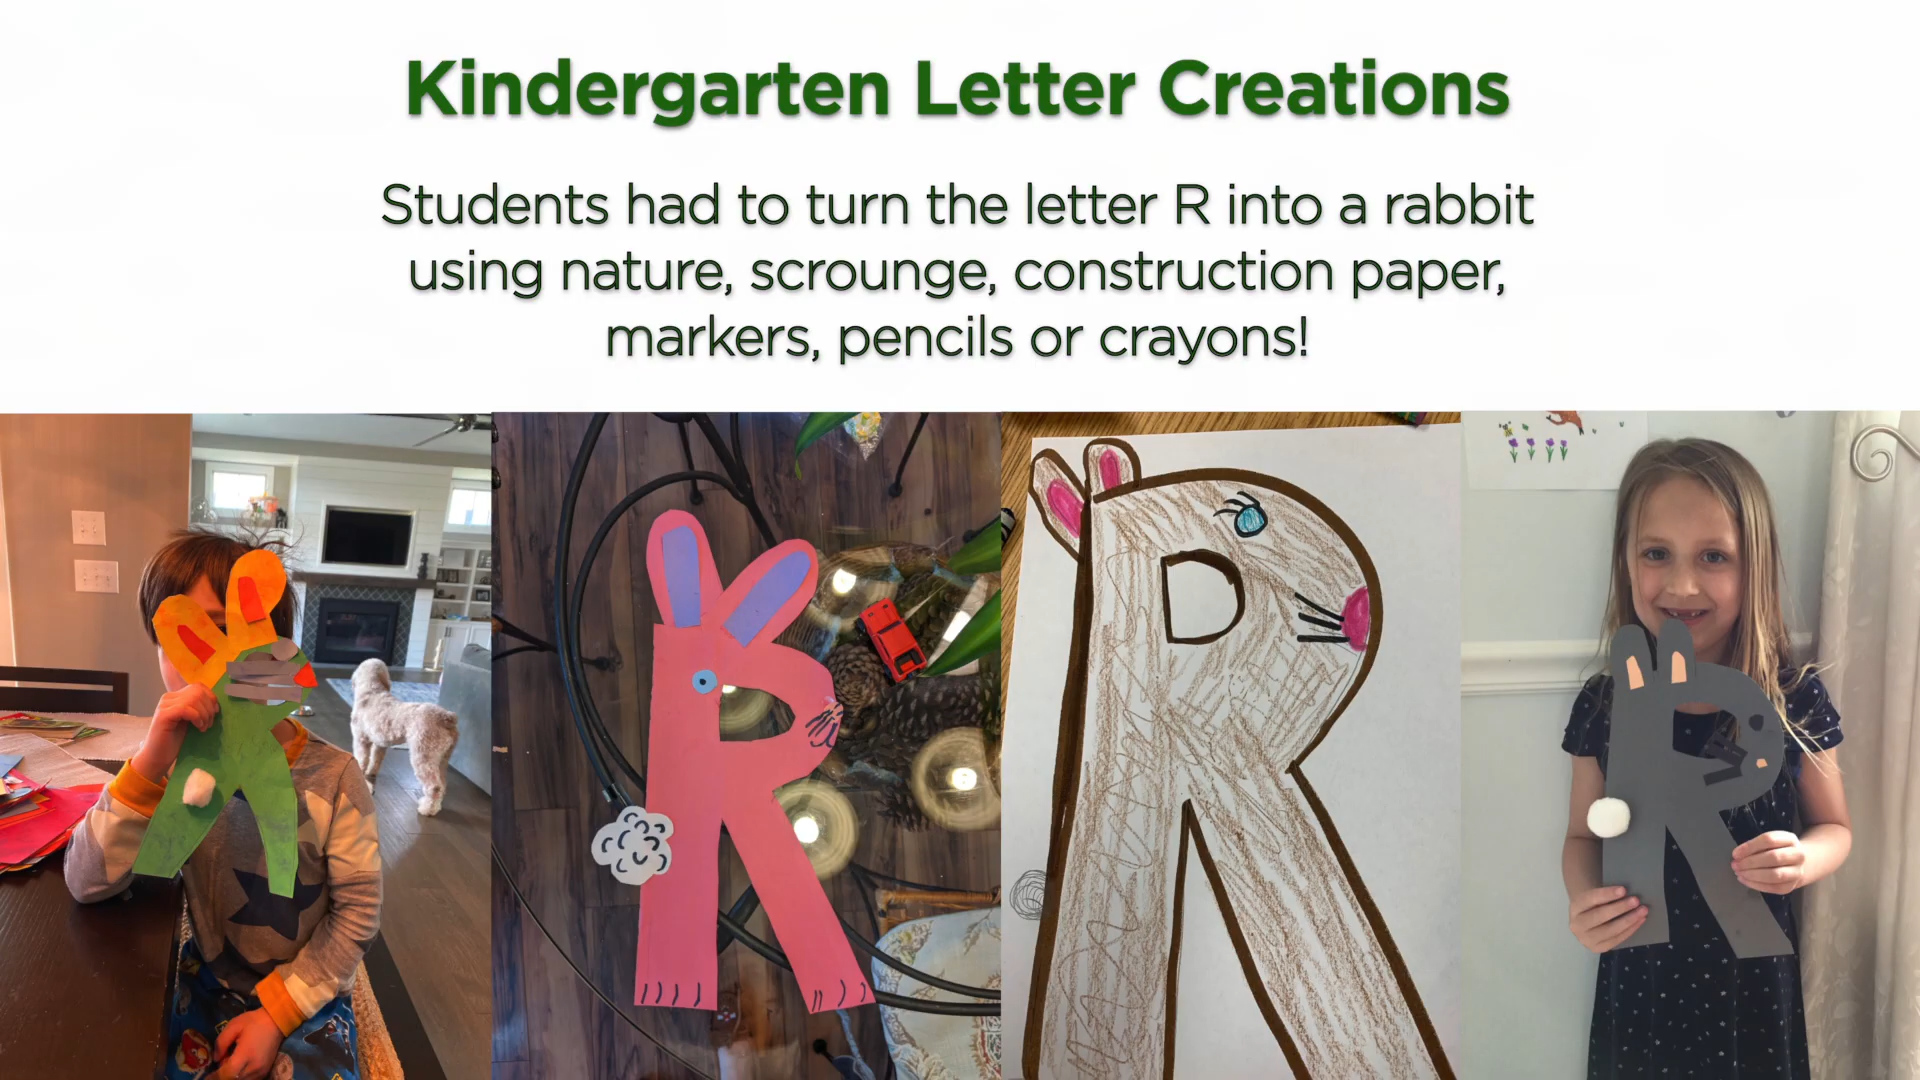 Kindergarten Letter Creations
Students had to turn the letter R into a rabbit
using nature, scrounge, construction paper,
markers, pencils or crayons!